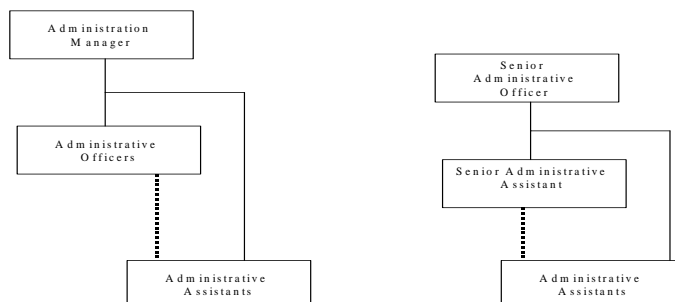 Administration
Manager
Administrative
Officers
Administrative
Assistants
Senior
Administrative
Officer
Senior Administrative
Assistant
Administrative
Assistants